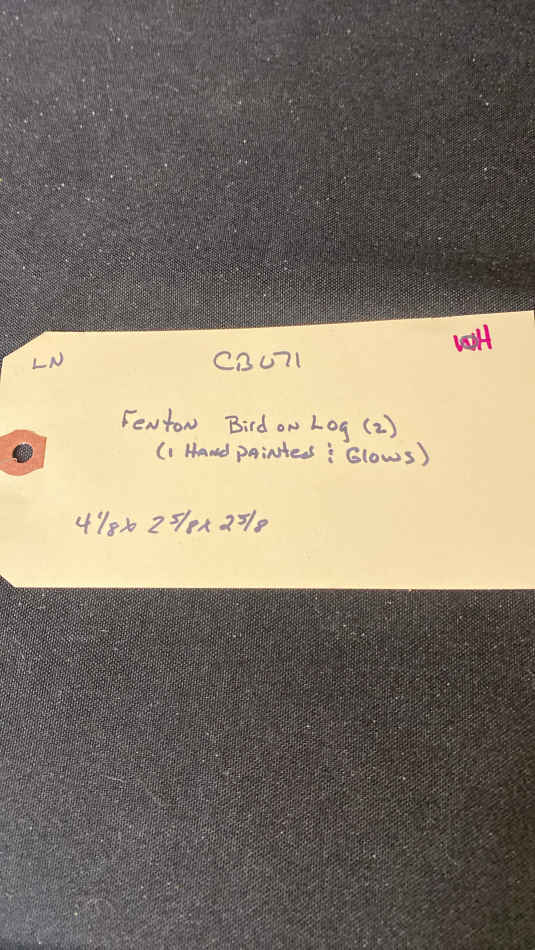 LN CBU71 WH
Fenton Bird on Log (2)
(1 Hand painted & Glows)
4 1/8 x 2 5/8 x 2 5/8